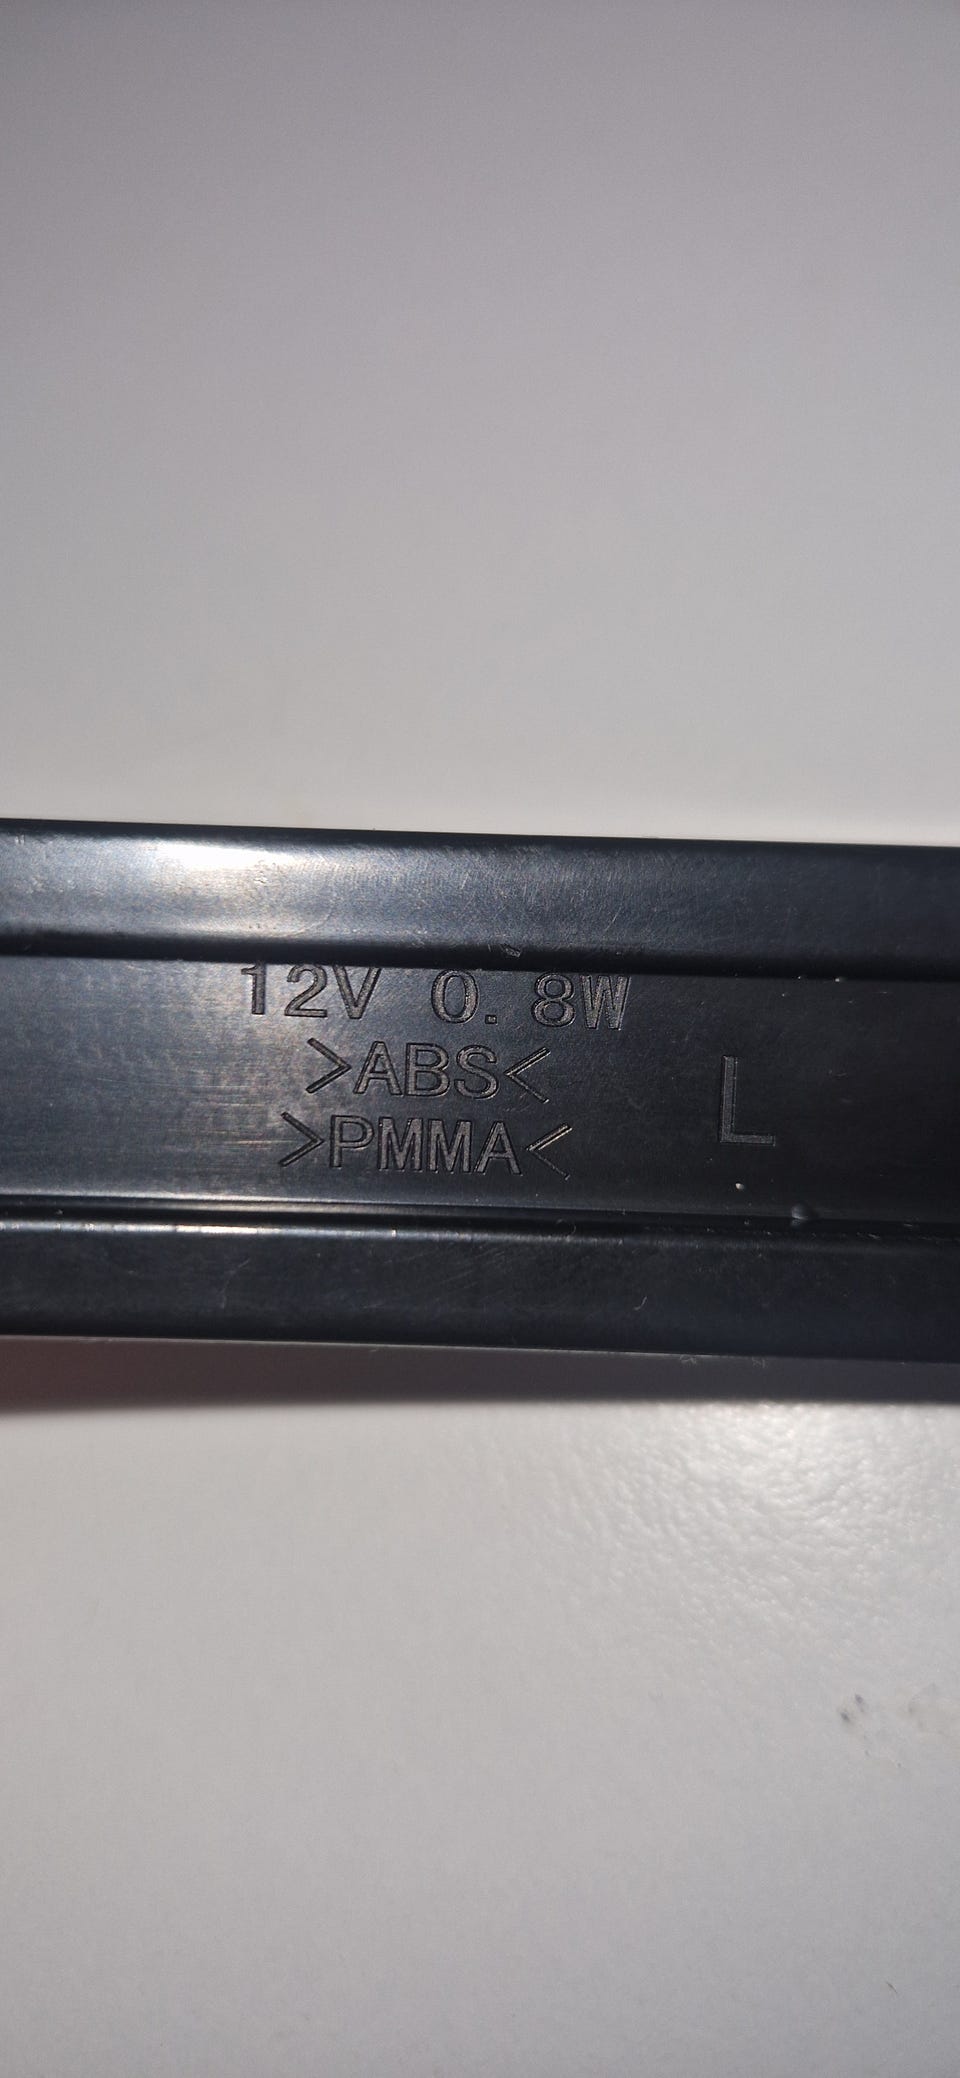 12V 0.8W
>ABS<
>PMMA<
L